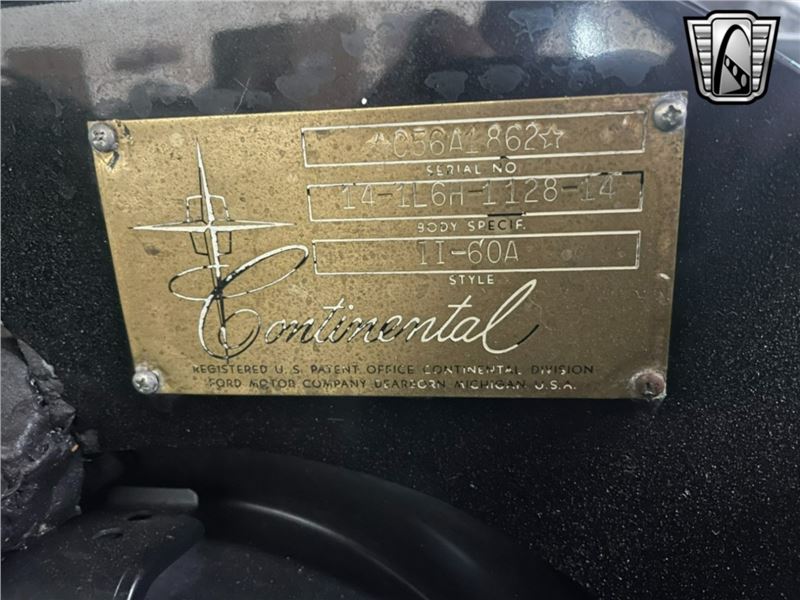 ☆C56A1862☆
SERIAL NO
14-1L6H-1128-14
BODY SPECIF.
II-60A
STYLE
Continental
REGISTERED U.S. PATENT OFFICE CONTINENTAL DIVISION
FORD MOTOR COMPANY DEARBORN MICHIGAN, U.S.A.